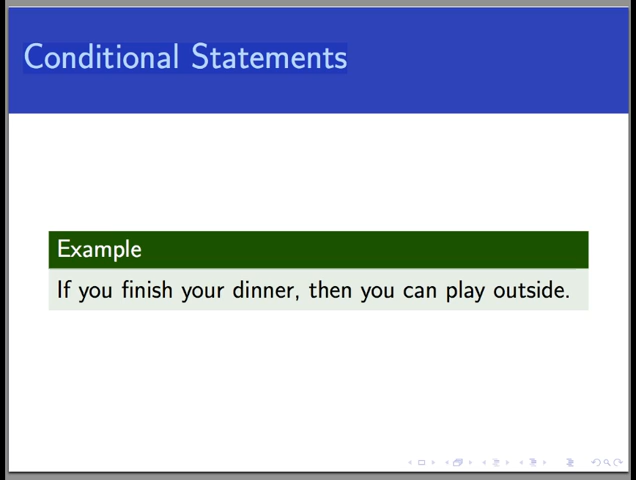 Conditional Statements
Example
If you finish your dinner, then you can play outside.